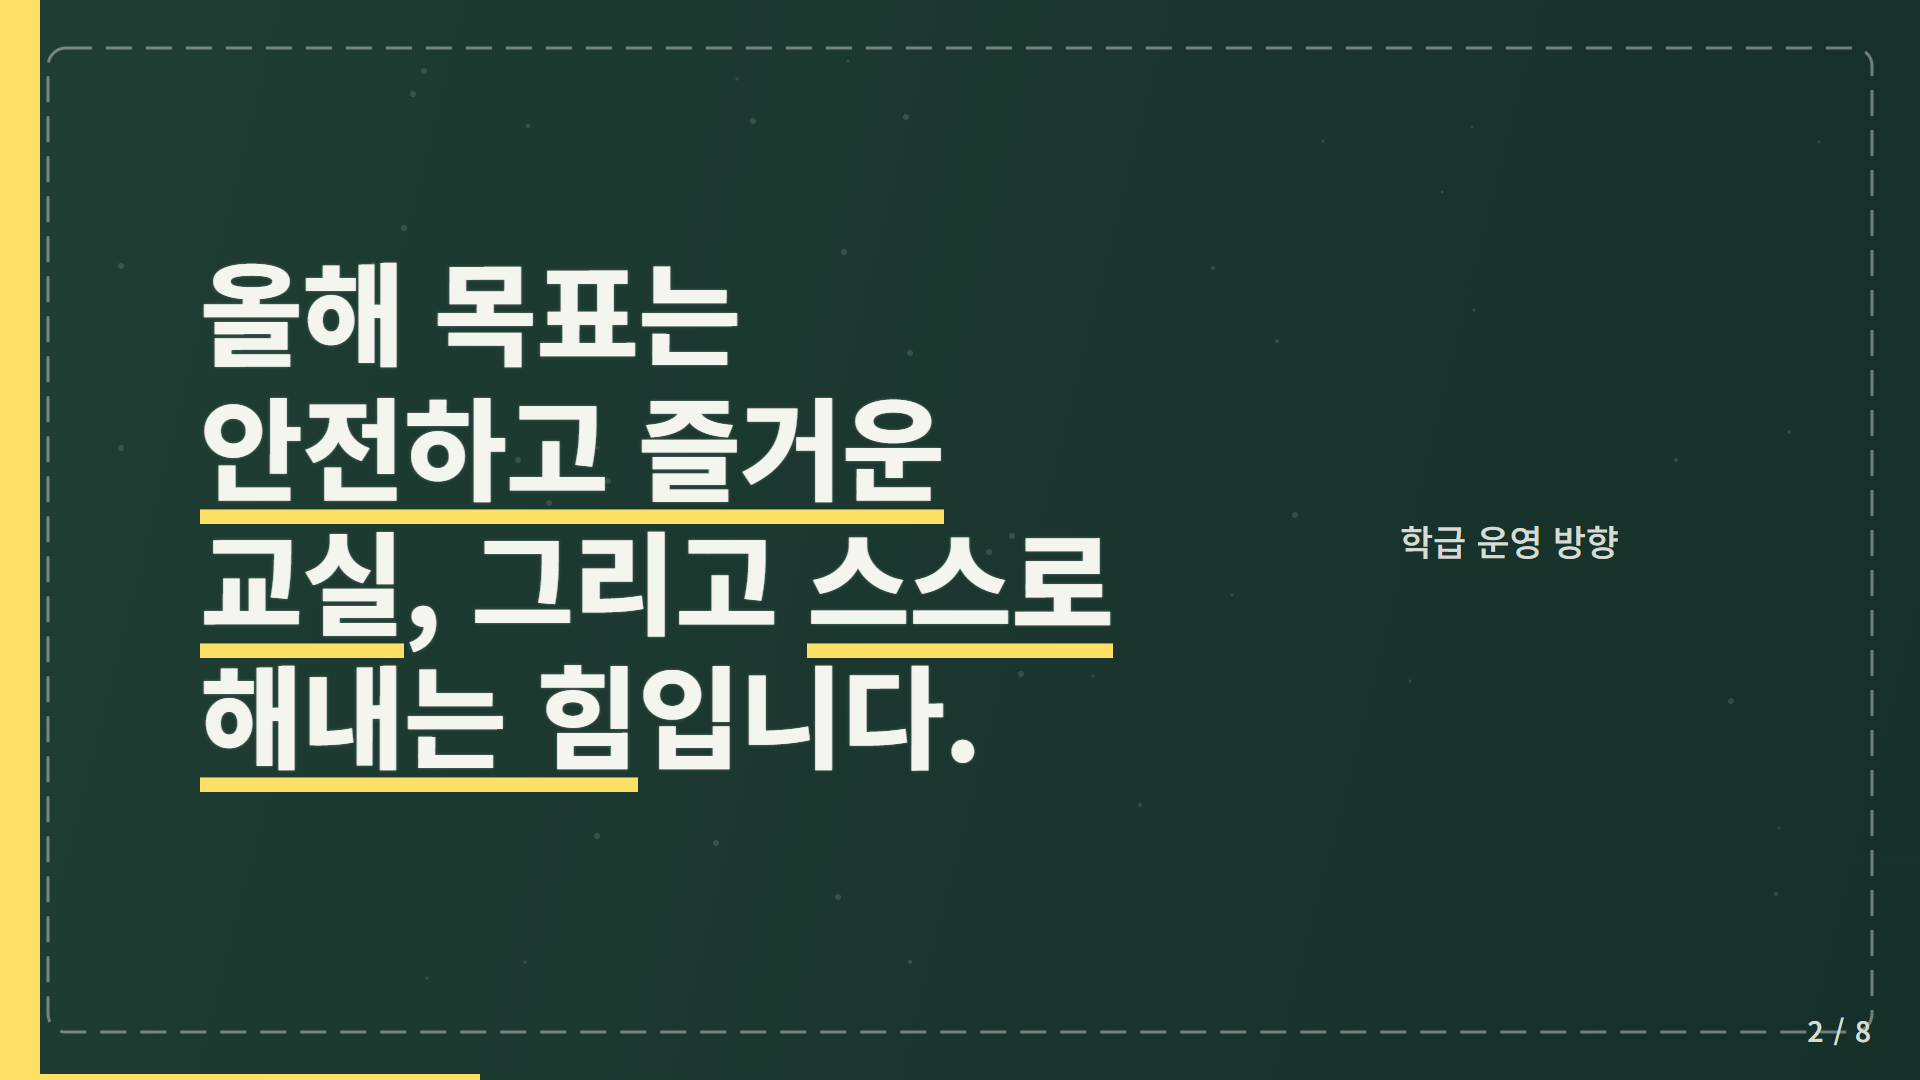 올해 목표는
안전하고 즐거운
교실, 그리고 스스로
해내는 힘입니다.
학급 운영 방향
2 / 8